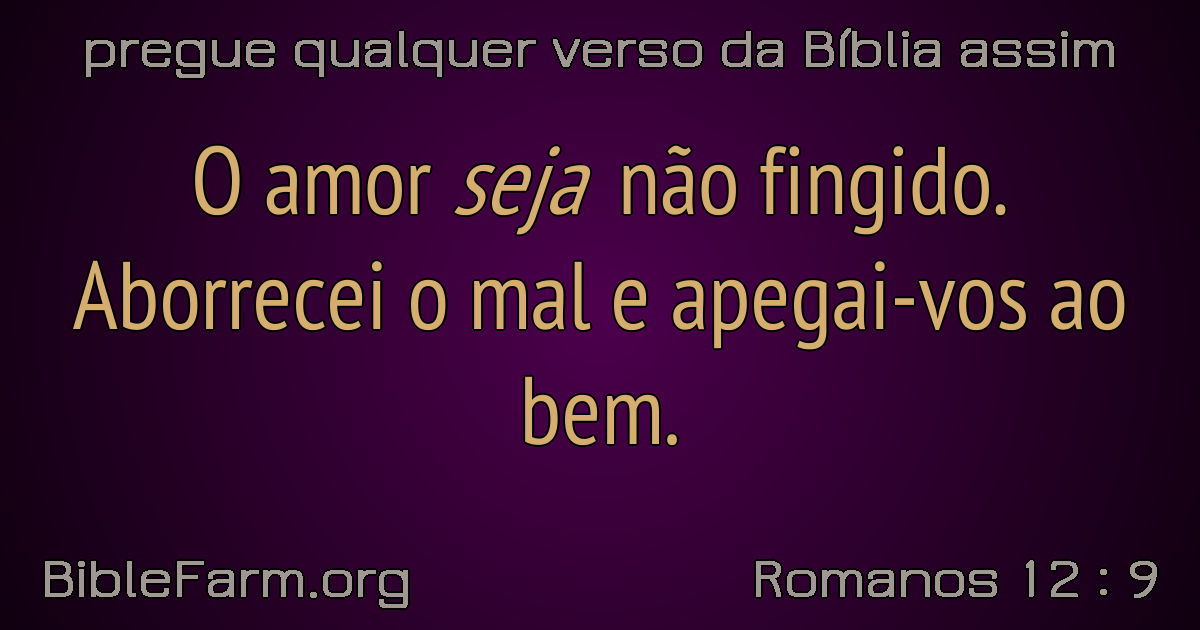 pregue qualquer verso da Bíblia assim
O amor seja não fingido.
Aborrecei o mal e apegai-vos ao
bem.
BibleFarm.org
Romanos 12 : 9